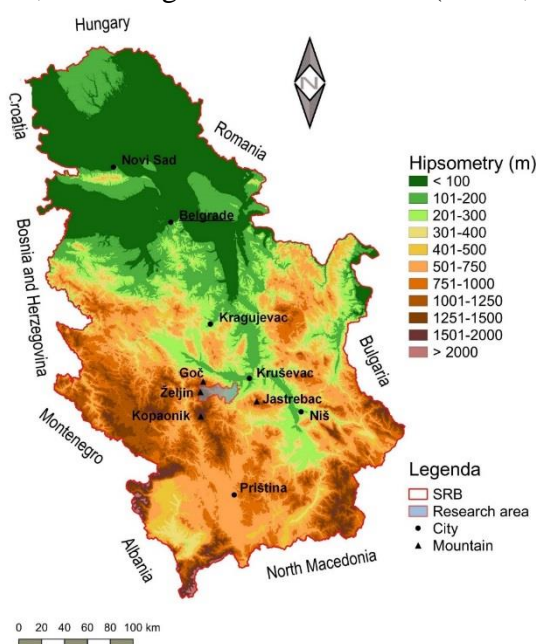 Hungary
Croatia
Romania
Novi Sad
Belgrade
Bosnia and Herzegovina
Kragujevac
Bulgaria
Goč
Kruševac
Željin
Jastrebac
Kopaonik
Niš
Montenegro
Priština
Albania
North Macedonia
N
Hipsometry (m)
< 100
101-200
201-300
301-400
401-500
501-750
751-1000
1001-1250
1251-1500
1501-2000
> 2000
Legenda
SRB
Research area
City
Mountain
0 20 40 60 80 100 km